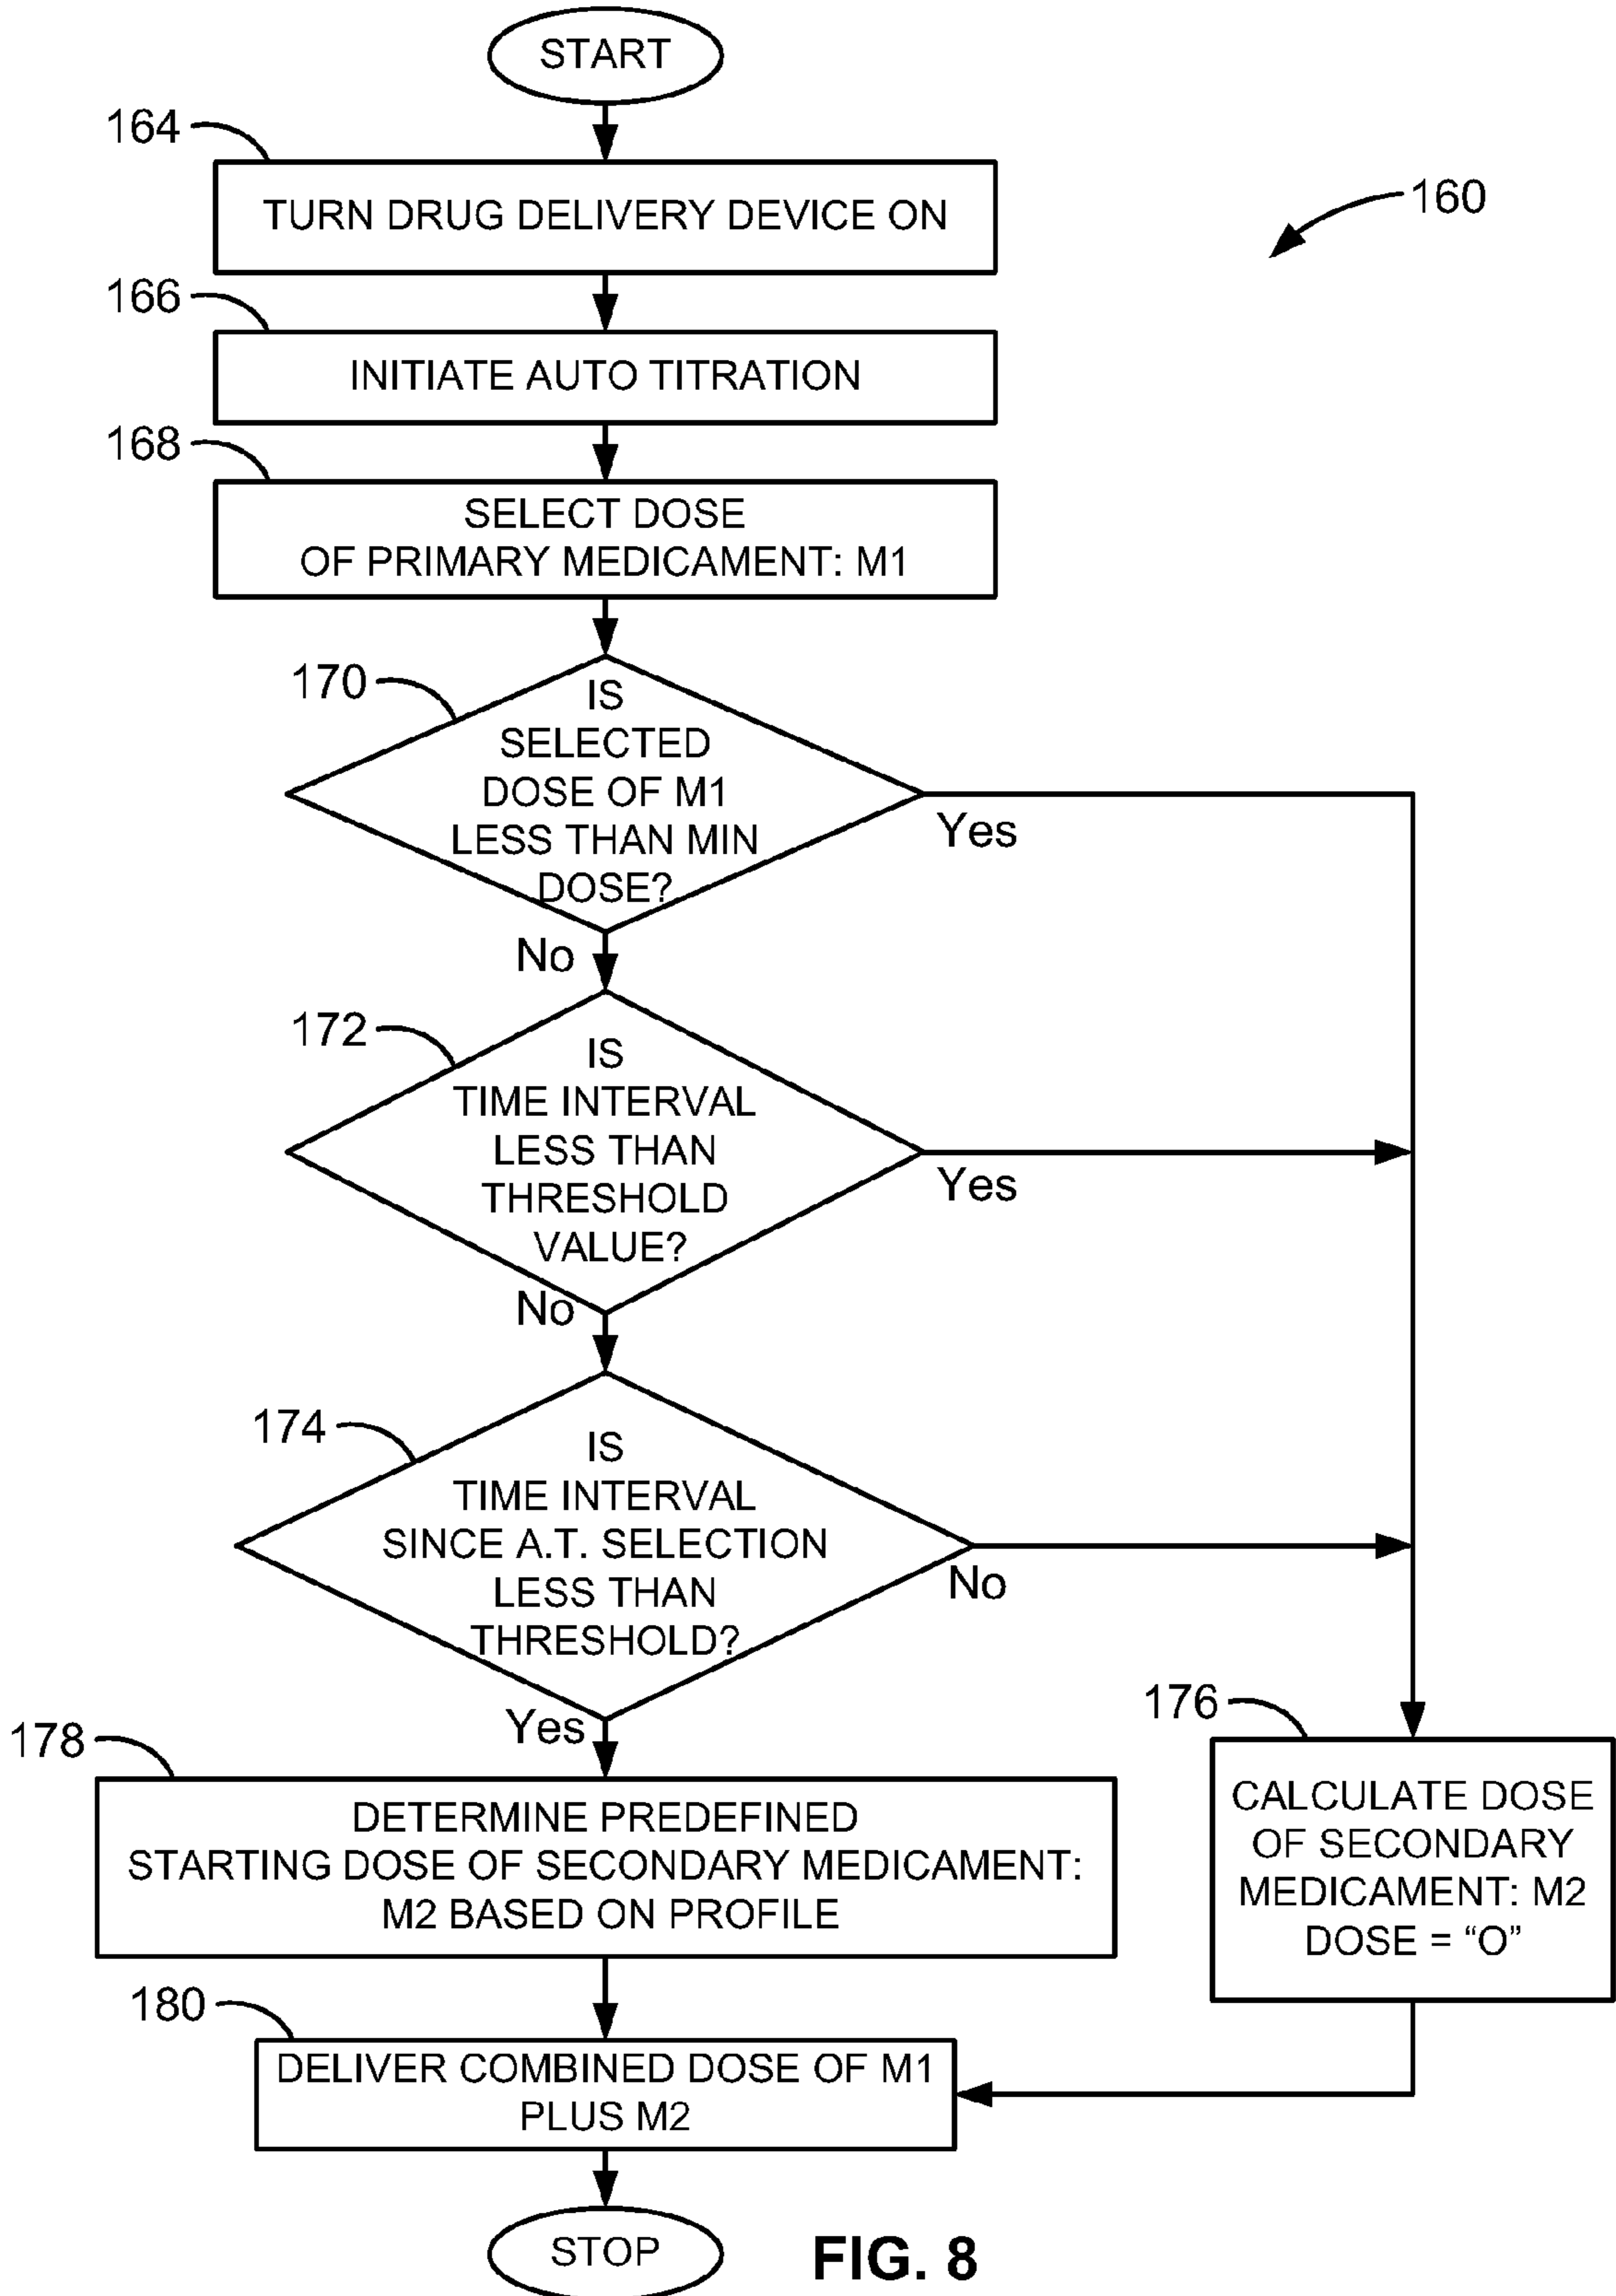 START
164
TURN DRUG DELIVERY DEVICE ON
160
166
INITIATE AUTO TITRATION
168
SELECT DOSE
OF PRIMARY MEDICAMENT: M1
170
IS
SELECTED
DOSE OF M1
LESS THAN MIN
DOSE?
Yes
No
172
IS
TIME INTERVAL
LESS THAN
THRESHOLD
VALUE?
Yes
No
174
IS
TIME INTERVAL
SINCE A.T. SELECTION
LESS THAN
THRESHOLD?
No
Yes
176
CALCULATE DOSE
OF SECONDARY
MEDICAMENT: M2
DOSE = “O”
178
DETERMINE PREDEFINED
STARTING DOSE OF SECONDARY MEDICAMENT:
M2 BASED ON PROFILE
180
DELIVER COMBINED DOSE OF M1
PLUS M2
STOP
FIG. 8